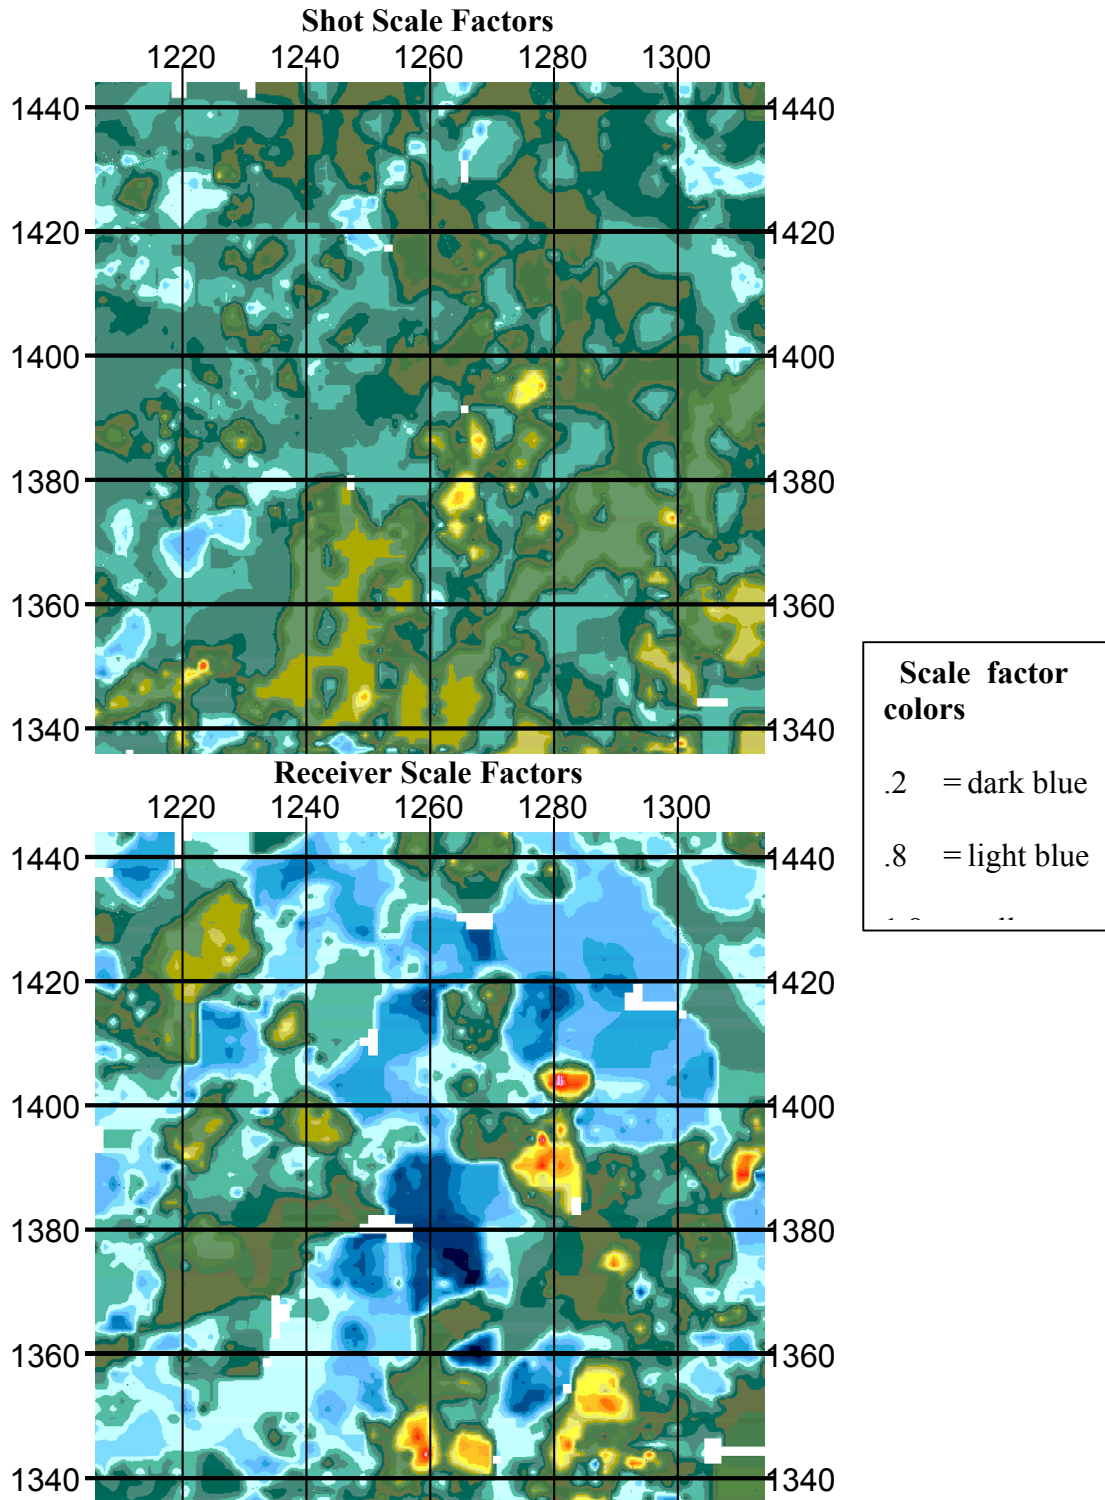 Shot Scale Factors
1220 1240 1260 1280 1300
1440 1440
1420 1420
1400 1400
1380 1380
1360 1360
1340 1340
Receiver Scale Factors
1220 1240 1260 1280 1300
1440 1440
1420 1420
1400 1400
1380 1380
1360 1360
1340 1340
Scale factor
colors
.2 = dark blue
.8 = light blue